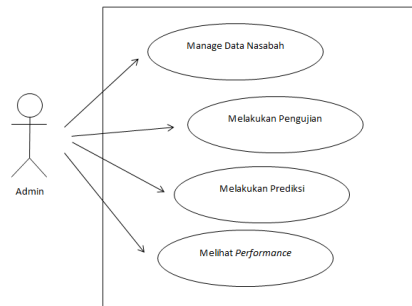 Manage Data Nasabah
Melakukan Pengujian
Admin
Melakukan Prediksi
Melihat Performance